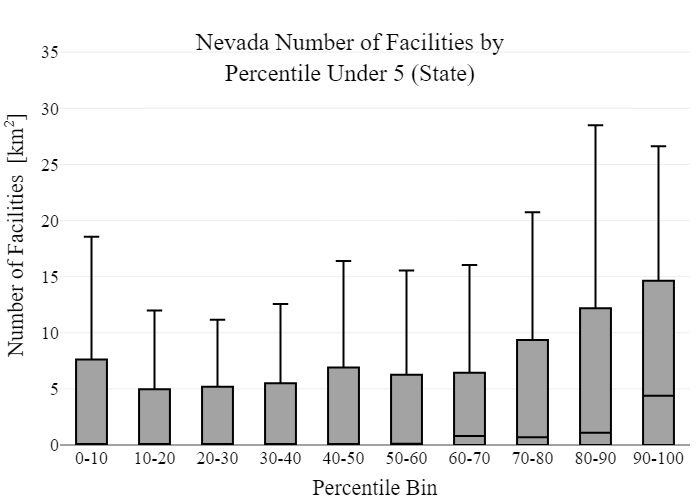 Nevada Number of Facilities by
Percentile Under 5 (State)
Number of Facilities [km²]
35
30
25
20
15
10
5
0
0-10 10-20 20-30 30-40 40-50 50-60 60-70 70-80 80-90 90-100
Percentile Bin